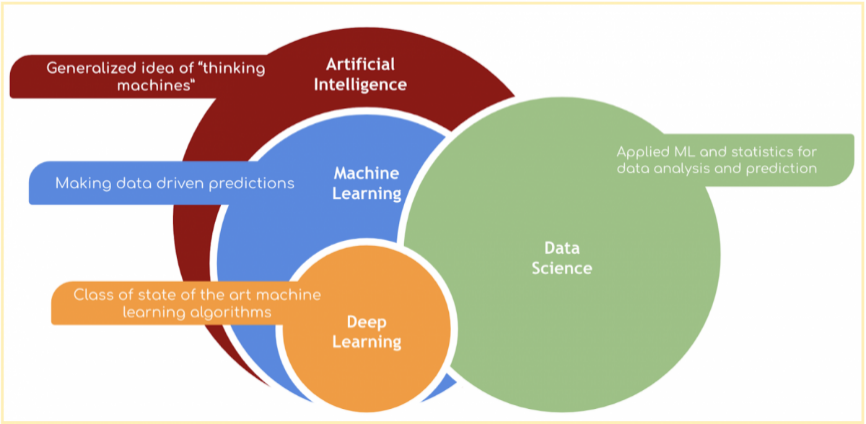 Artificial
Intelligence
Generalized idea of “thinking
machines”
Applied ML and statistics for
data analysis and prediction
Machine
Learning
Making data driven predictions
Data
Science
Class of state of the art machine
learning algorithms
Deep
Learning